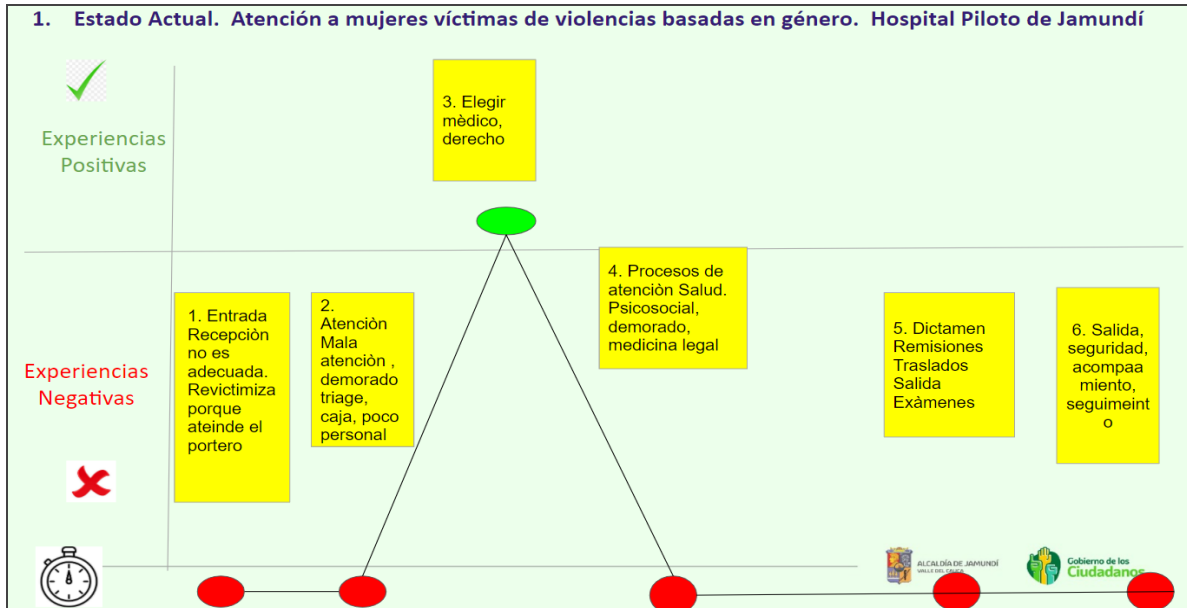 1. Estado Actual. Atención a mujeres víctimas de violencias basadas en género. Hospital Piloto de Jamundí
Experiencias
Positivas
3. Elegir
mèdico,
derecho
Experiencias
Negativas
1. Entrada
Recepciòn
no es
adecuada.
Revictimiza
porque
ateinde el
portero
2.
Atenciòn
Mala
atenciòn ,
demorado
triage,
caja, poco
personal
4. Procesos de
atenciòn Salud.
Psicosocial,
demorado,
medicina legal
5. Dictamen
Remisiones
Traslados
Salida
Exàmenes
6. Salida,
seguridad,
acompaa
miento,
seguimeint
o
ALCALDÍA DE JAMUNDÍ
VALLE DEL CAUCA
Gobierno de los
Ciudadanos